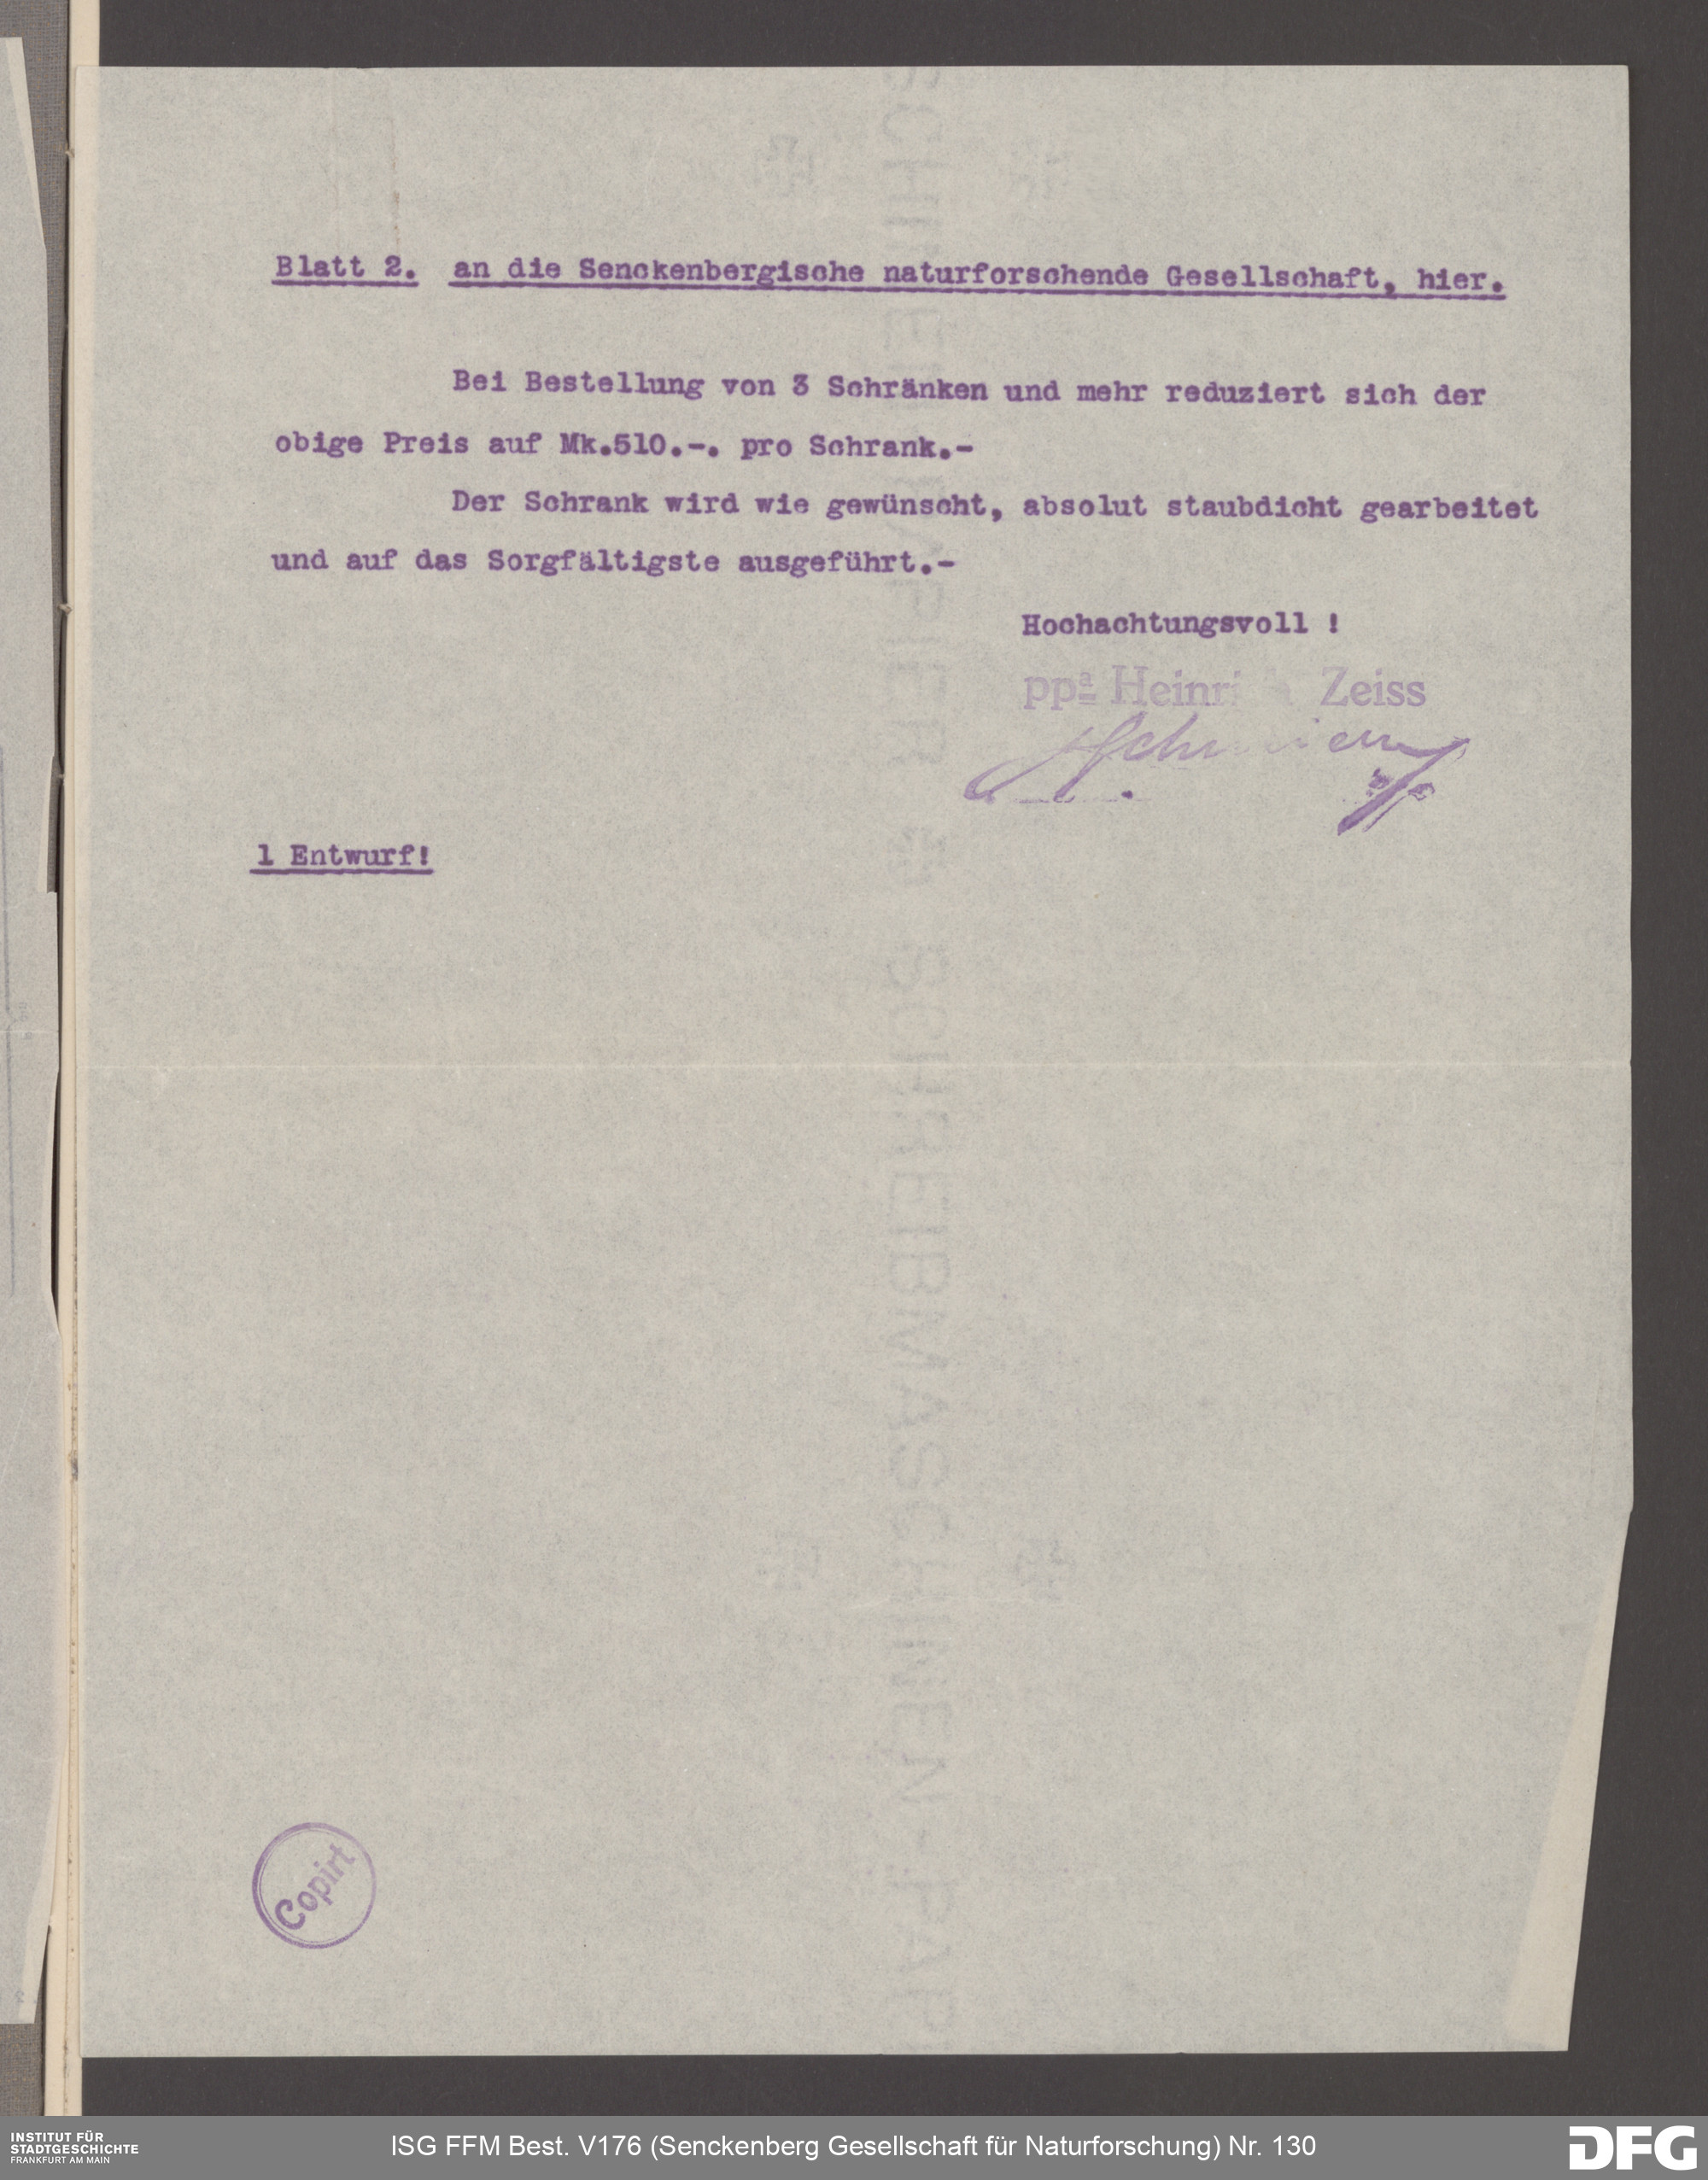 Blatt 2. an die Senckenbergische naturforschende Gesellschaft, hier.
Bei Bestellung von 3 Schränken und mehr reduziert sich der
obige Preis auf Mk.510.-. pro Schrank.-
Der Schrank wird wie gewünscht, absolut staubdicht gearbeitet
und auf das Sorgfältigste ausgeführt.-
Hochachtungsvoll !
ppa Heinrich Zeiss
1 Entwurf!
Copirt
INSTITUT FÜR
STADTGESCHICHTE
FRANKFURT AM MAIN
ISG FFM Best. V176 (Senckenberg Gesellschaft für Naturforschung) Nr. 130
DFG